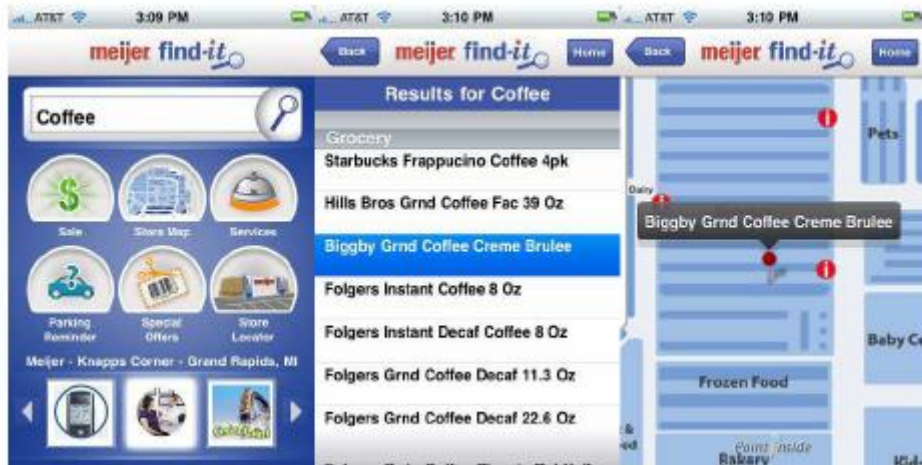 AT&T 3:09 PM
meijer find-it
Coffee
Sale
Store Map
Services
Parking Reminder
Special Offers
Store Locator
Meijer - Knapps Corner - Grand Rapids, MI
AT&T 3:10 PM
Back
meijer find-it
Home
Results for Coffee
Grocery
Starbucks Frappucino Coffee 4pk
Hills Bros Grnd Coffee Fac 39 Oz
Biggby Grnd Coffee Creme Brulee
Folgers Instant Coffee 8 Oz
Folgers Instant Decaf Coffee 8 Oz
Folgers Grnd Coffee Decaf 11.3 Oz
Folgers Grnd Coffee Decaf 22.6 Oz
AT&T 3:10 PM
Back
meijer find-it
Home
Pets
Dairy
Biggby Grnd Coffee Creme Brulee
Baby Ca
Frozen Food
Point Inside
Bakery